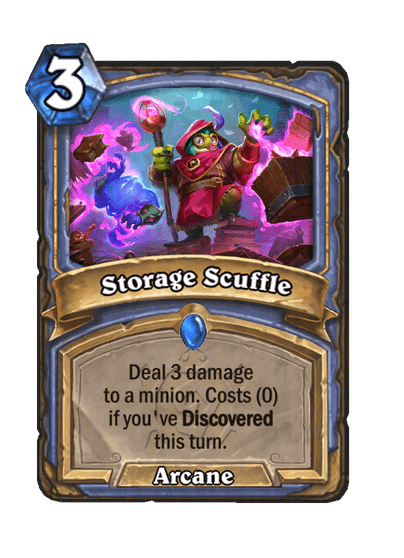 3
Storage Scuffle
Deal 3 damage
to a minion. Costs (0)
if you've Discovered
this turn.
Arcane